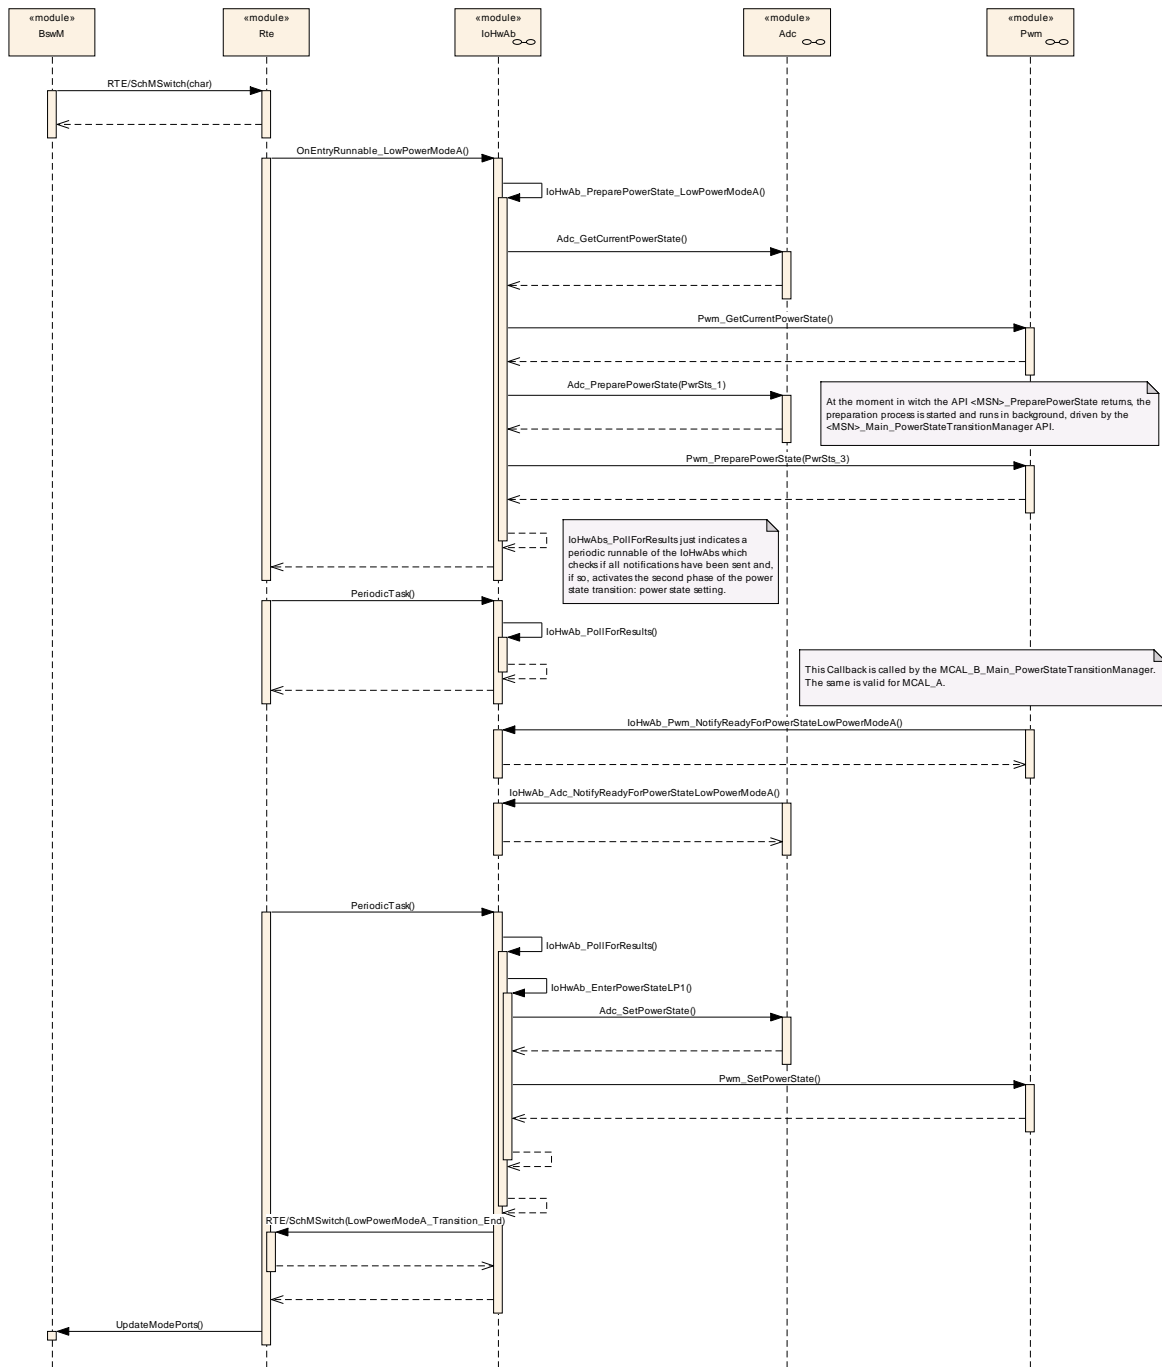 «module»
BswM
«module»
Rte
«module»
IoHwAb
«module»
Adc
«module»
Pwm
RTE/SchMSwitch(char)
OnEntryRunnable_LowPowerModeA()
IoHwAb_PreparePowerState_LowPowerModeA()
Adc_GetCurrentPowerState()
Pwm_GetCurrentPowerState()
Adc_PreparePowerState(PwrSts_1)
At the moment in witch the API <MSN>_PreparePowerState returns, the
preparation process is started and runs in background, driven by the
<MSN>_Main_PowerStateTransitionManager API.
Pwm_PreparePowerState(PwrSts_3)
IoHwAbs_PollForResults just indicates a
periodic runnable of the IoHwAbs which
checks if all notifications have been sent and,
if so, activates the second phase of the power
state transition: power state setting.
PeriodicTask()
IoHwAb_PollForResults()
This Callback is called by the MCAL_B_Main_PowerStateTransitionManager.
The same is valid for MCAL_A.
IoHwAb_Pwm_NotifyReadyForPowerStateLowPowerModeA()
IoHwAb_Adc_NotifyReadyForPowerStateLowPowerModeA()
PeriodicTask()
IoHwAb_PollForResults()
IoHwAb_EnterPowerStateLP1()
Adc_SetPowerState()
Pwm_SetPowerState()
RTE/SchMSwitch(LowPowerModeA_Transition_End)
UpdateModePorts()